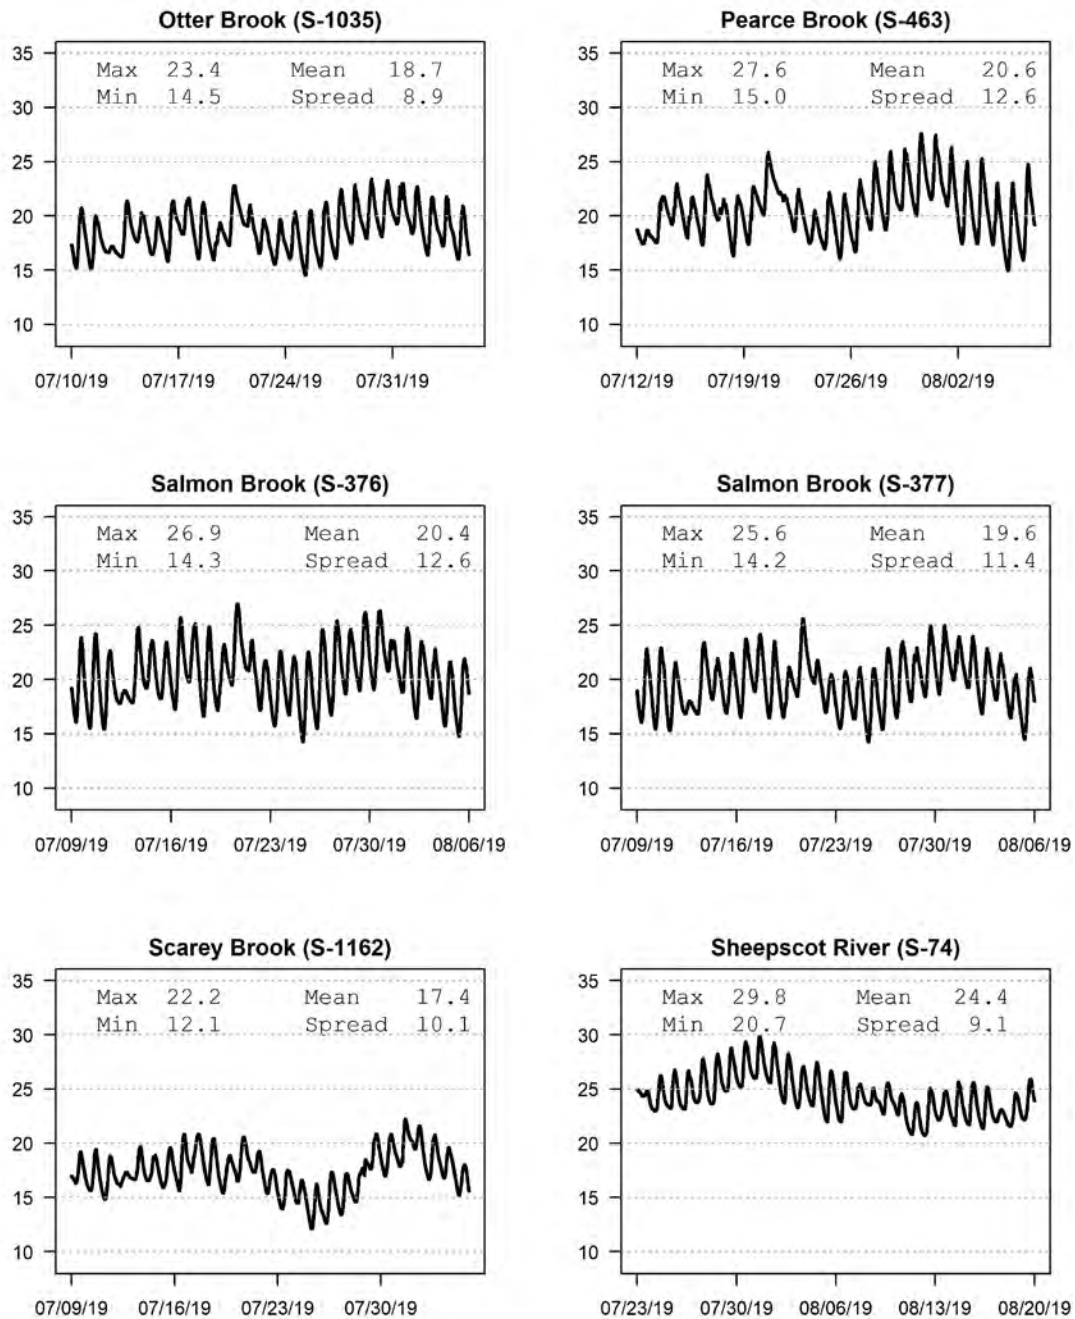 Otter Brook (S-1035)
Max 23.4 Mean 18.7
Min 14.5 Spread 8.9
35
30
25
20
15
10
07/10/19 07/17/19 07/24/19 07/31/19
Pearce Brook (S-463)
Max 27.6 Mean 20.6
Min 15.0 Spread 12.6
35
30
25
20
15
10
07/12/19 07/19/19 07/26/19 08/02/19
Salmon Brook (S-376)
Max 26.9 Mean 20.4
Min 14.3 Spread 12.6
35
30
25
20
15
10
07/09/19 07/16/19 07/23/19 07/30/19 08/06/19
Salmon Brook (S-377)
Max 25.6 Mean 19.6
Min 14.2 Spread 11.4
35
30
25
20
15
10
07/09/19 07/16/19 07/23/19 07/30/19 08/06/19
Scarey Brook (S-1162)
Max 22.2 Mean 17.4
Min 12.1 Spread 10.1
35
30
25
20
15
10
07/09/19 07/16/19 07/23/19 07/30/19
Sheepscot River (S-74)
Max 29.8 Mean 24.4
Min 20.7 Spread 9.1
35
30
25
20
15
10
07/23/19 07/30/19 08/06/19 08/13/19 08/20/19